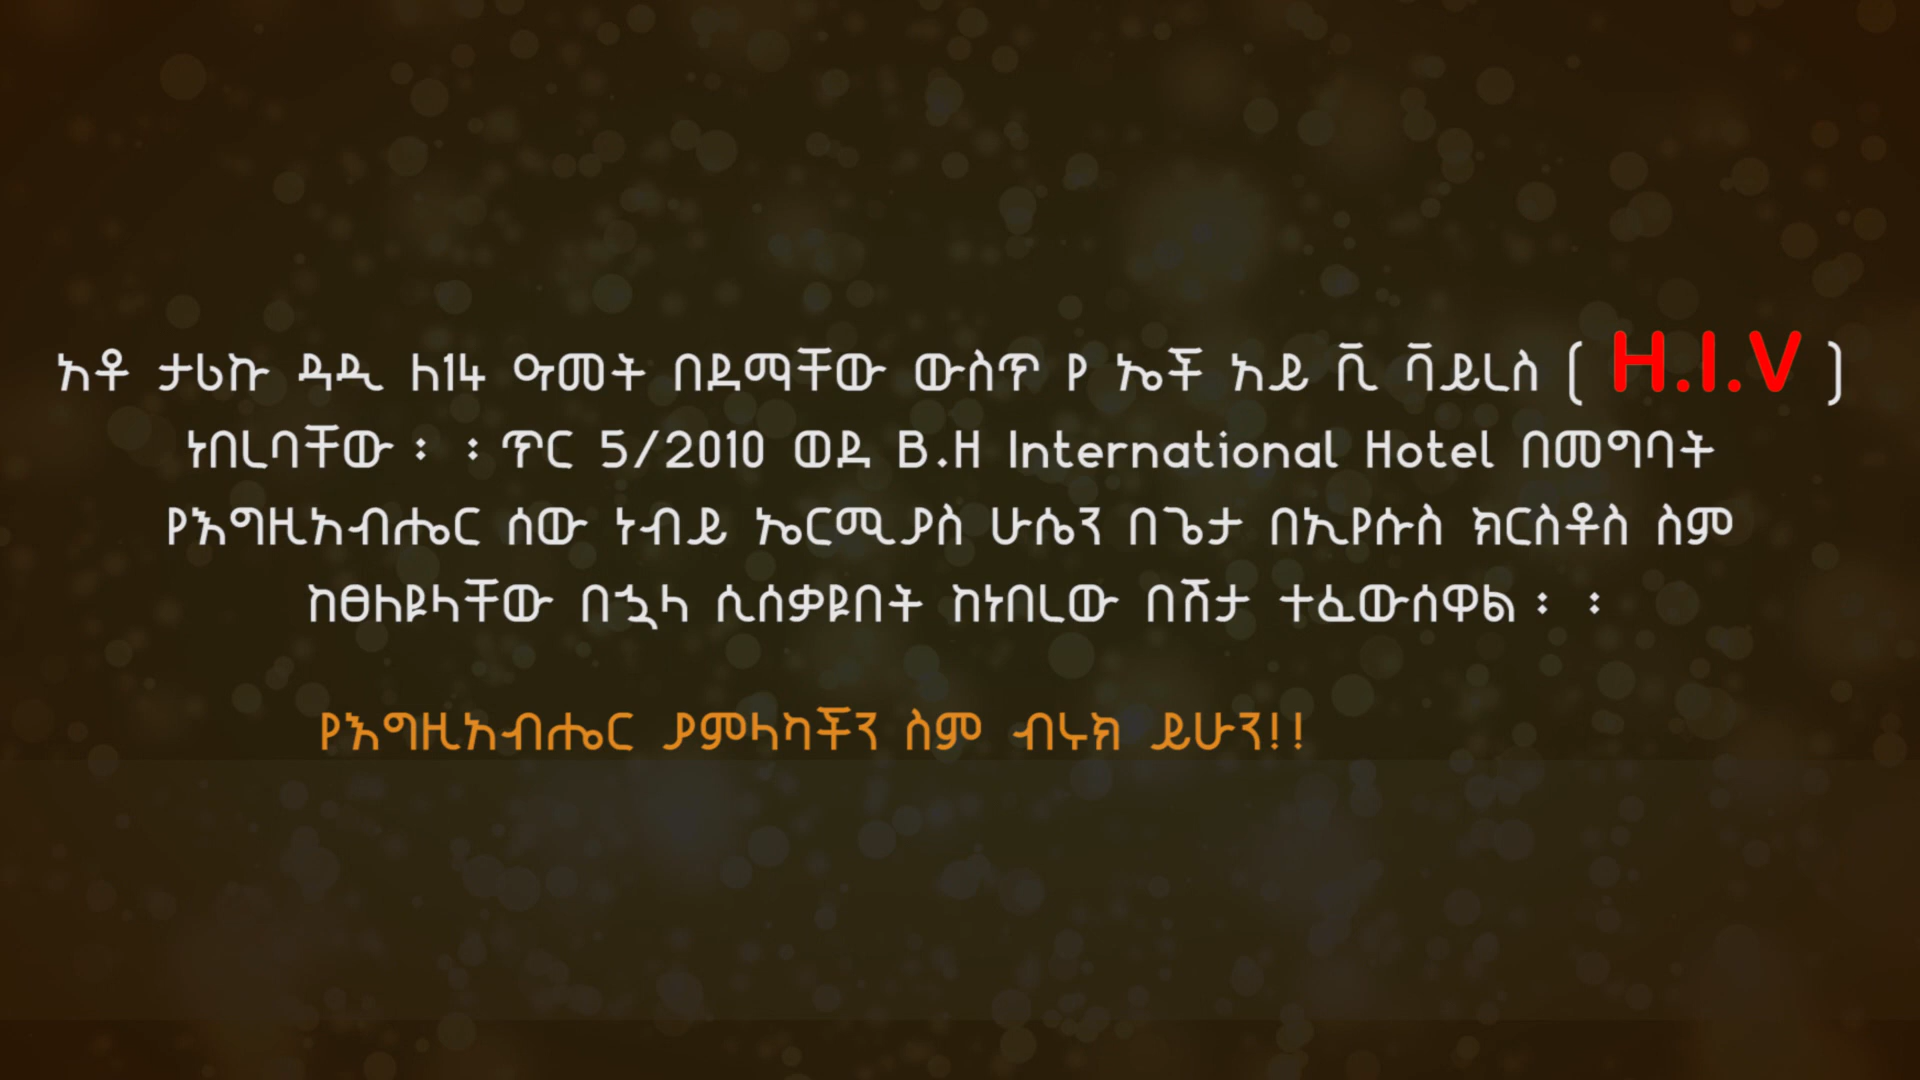 አቶ ታሪኩ ዳዲ ለ14 ዓመት በደማቸው ውስጥ የ ኤች አይ ቪ ቫይረስ ( H.I.V )
ነበረባቸው፡ ፡ ጥር 5/2010 ወደ B.H International Hotel በመግባት
የእግዚአብሔር ሰው ነብይ ኤርሚያስ ሁሴን በጌታ በኢየሱስ ክርስቶስ ስም
ከፀለዩላቸው በኋላ ሲሰቃዩበት ከነበረው በሽታ ተፈውሰዋል፡ ፡
የእግዚአብሔር ያምላካችን ስም ብሩክ ይሁን!!